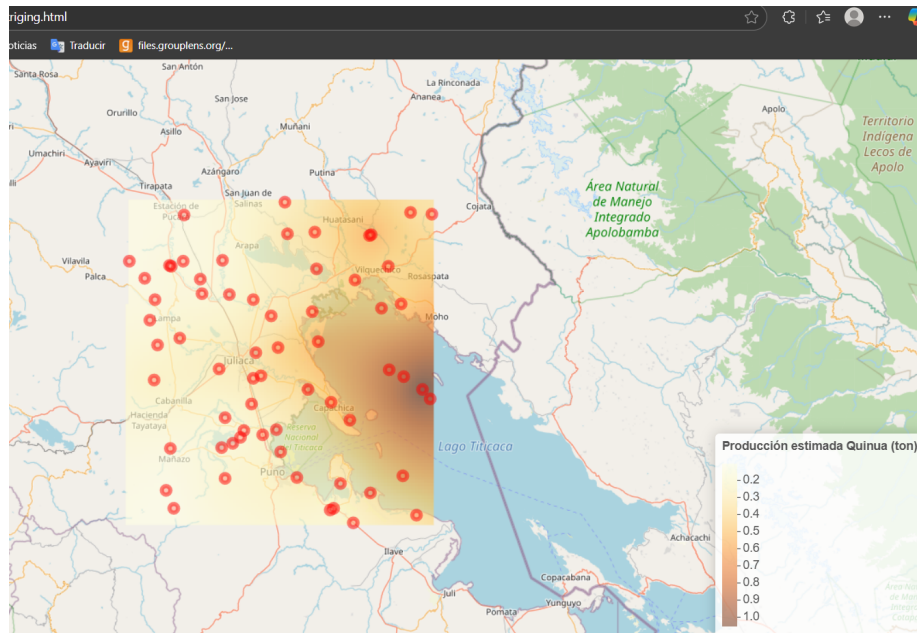 riging.html
oticias
Traducir
files.grouplens.org/...
Santa Rosa
San Antón
La Rinconada
Ananea
San Jose
Orurillo
Asillo
Muñani
Apolo
Territorio
Indígena
Lecos de
Apolo
Umachiri
Ayaviri
Azángaro
Putina
Tirapata
San Juan de
Salinas
Área Natural
de Manejo
Integrado
Apolobamba
Estación de
Huatasani
Cojata
Arapa
Vilavila
Palca
Vilquechico
Rosaspata
Lampa
Moho
Juliaca
Cabanilla
Capachica
Hacienda
Tayataya
Reserva
Nacional
Lago Titicaca
Mañazo
Puno
Producción estimada Quinua (ton)
0.2
0.3
0.4
0.5
0.6
0.7
0.8
0.9
1.0
Achacachi
Ilave
Copacabana
Juli
Yunguyo
Pomata